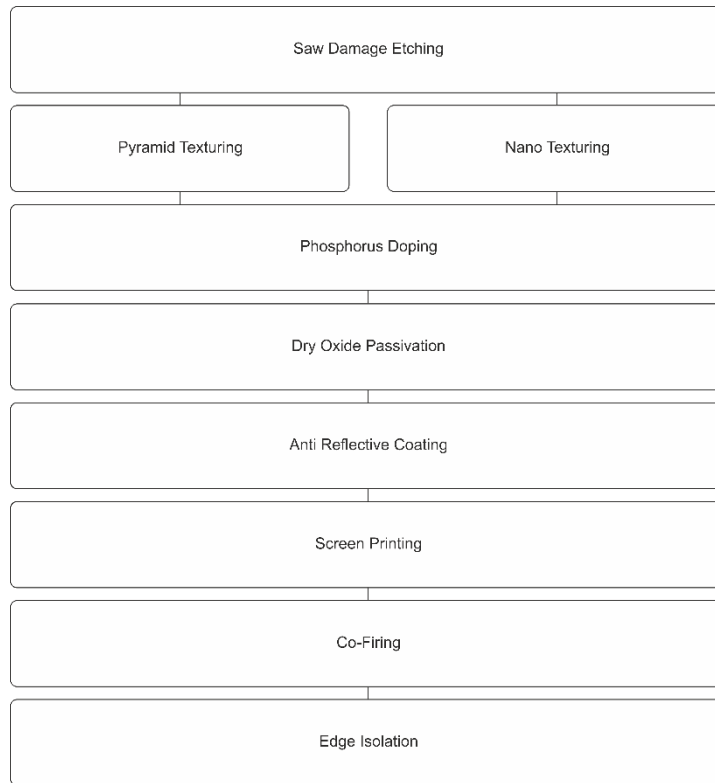 Saw Damage Etching
Pyramid Texturing
Nano Texturing
Phosphorus Doping
Dry Oxide Passivation
Anti Reflective Coating
Screen Printing
Co-Firing
Edge Isolation